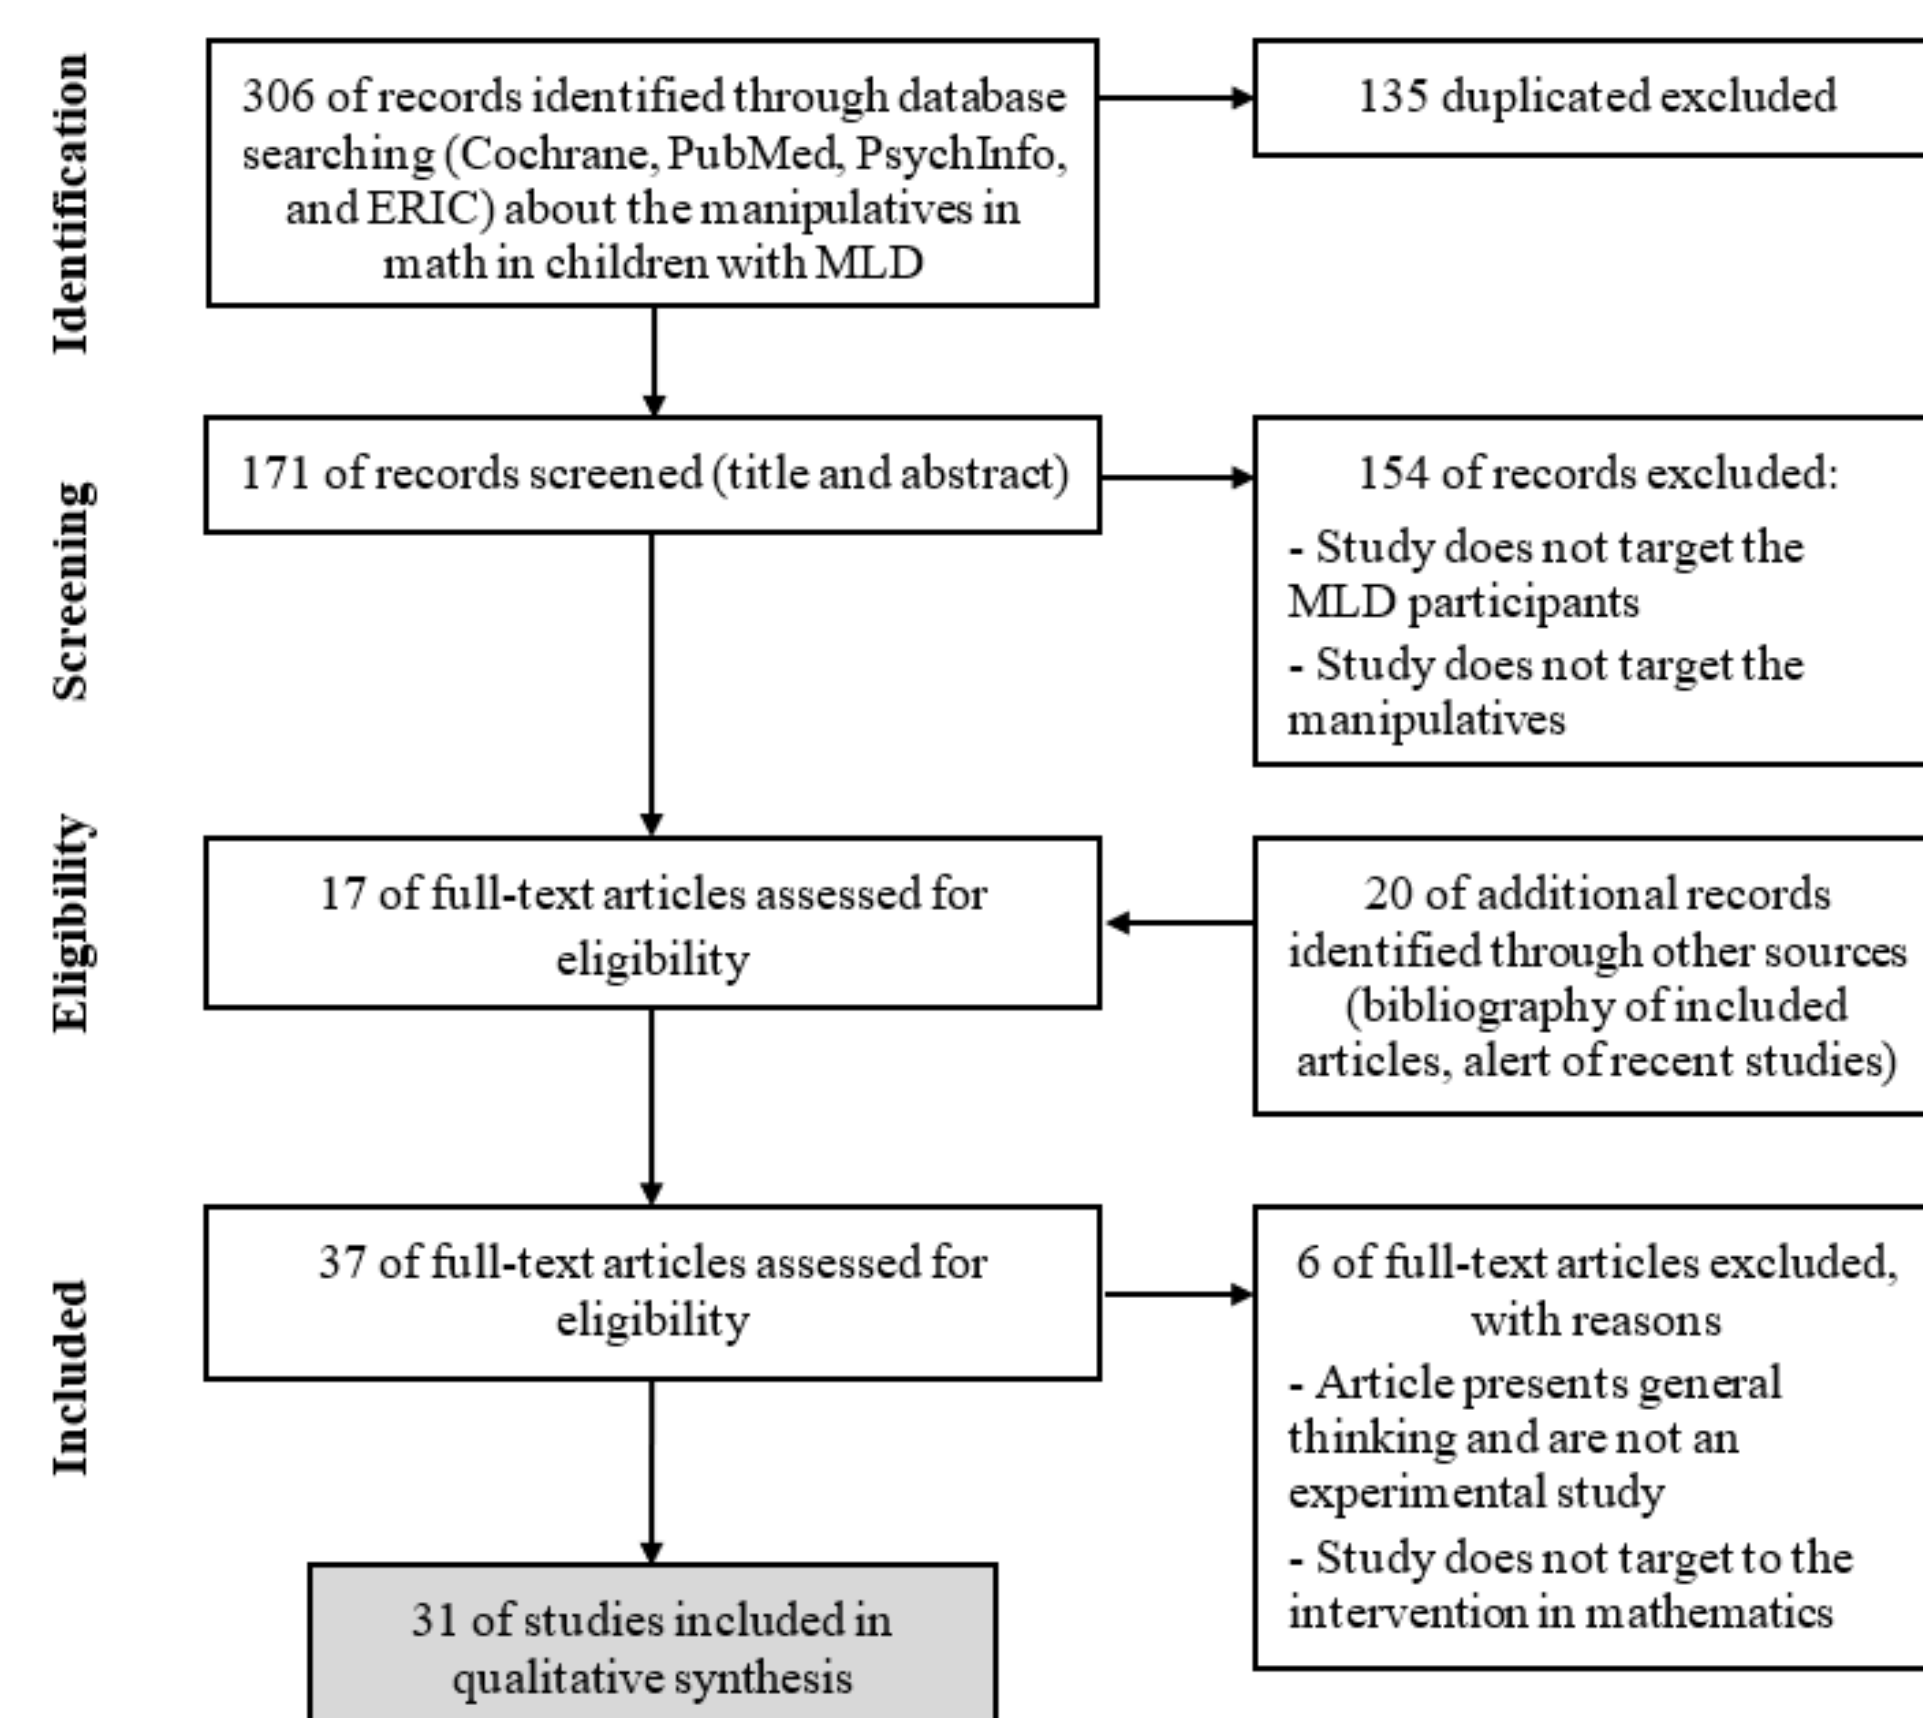 Identification
306 of records identified through database
searching (Cochrane, PubMed, PsychInfo,
and ERIC) about the manipulatives in
math in children with MLD
135 duplicated excluded
Screening
171 of records screened (title and abstract)
154 of records excluded:
- Study does not target the
MLD participants
- Study does not target the
manipulatives
Eligibility
17 of full-text articles assessed for
eligibility
20 of additional records
identified through other sources
(bibliography of included
articles, alert of recent studies)
Included
37 of full-text articles assessed for
eligibility
6 of full-text articles excluded,
with reasons
- Article presents general
thinking and are not an
experimental study
- Study does not target to the
intervention in mathematics
31 of studies included in
qualitative synthesis